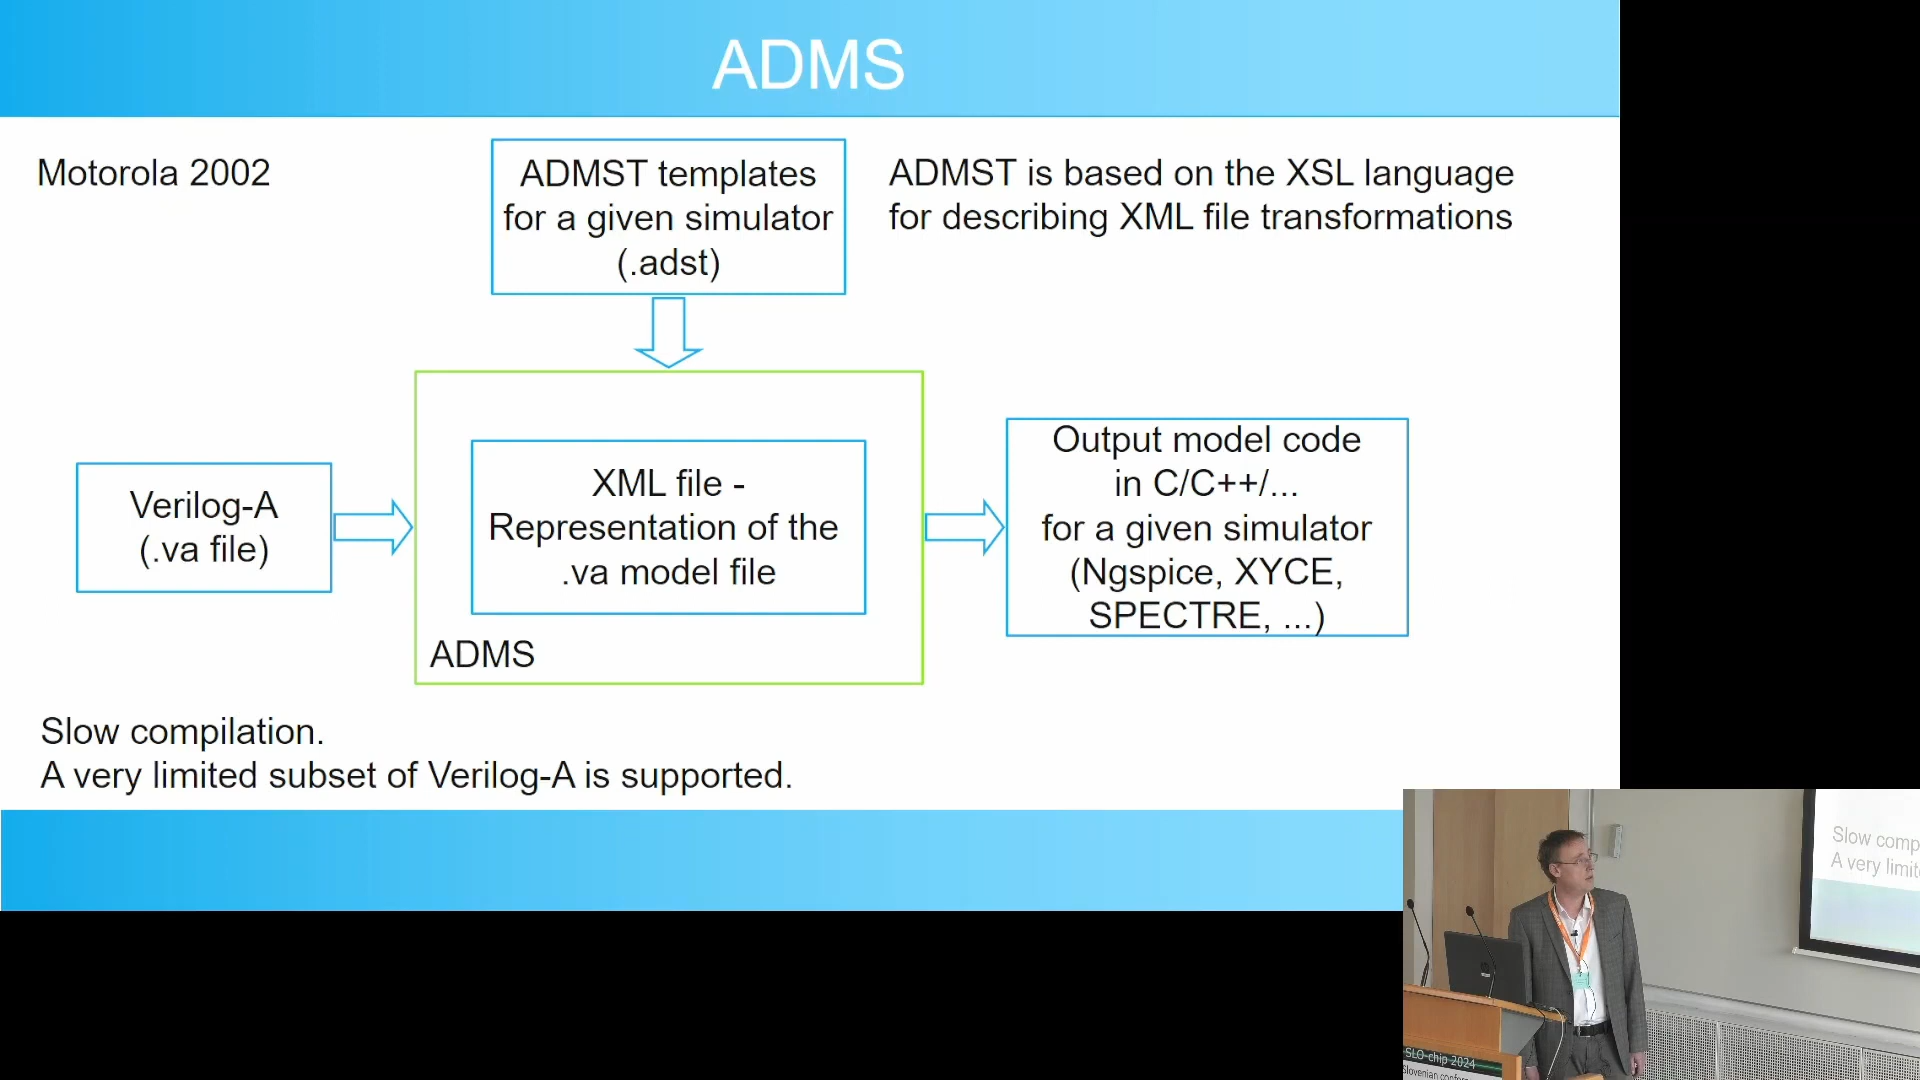 ADMS
Motorola 2002
ADMST templates
for a given simulator
(.adst)
ADMST is based on the XSL language
for describing XML file transformations
Verilog-A
(.va file)
XML file -
Representation of the
.va model file
ADMS
Output model code
in C/C++/...
for a given simulator
(Ngspice, XYCE,
SPECTRE, ...)
Slow compilation.
A very limited subset of Verilog-A is supported.
Slow comp
A very limit
SLO-chip 2024
Slovenian confer